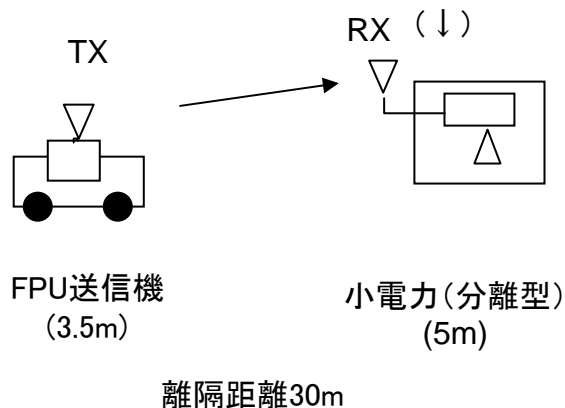 TX
RX （↓）
FPU送信機
（3.5m）
小電力（分離型）
(5m)
離隔距離30m